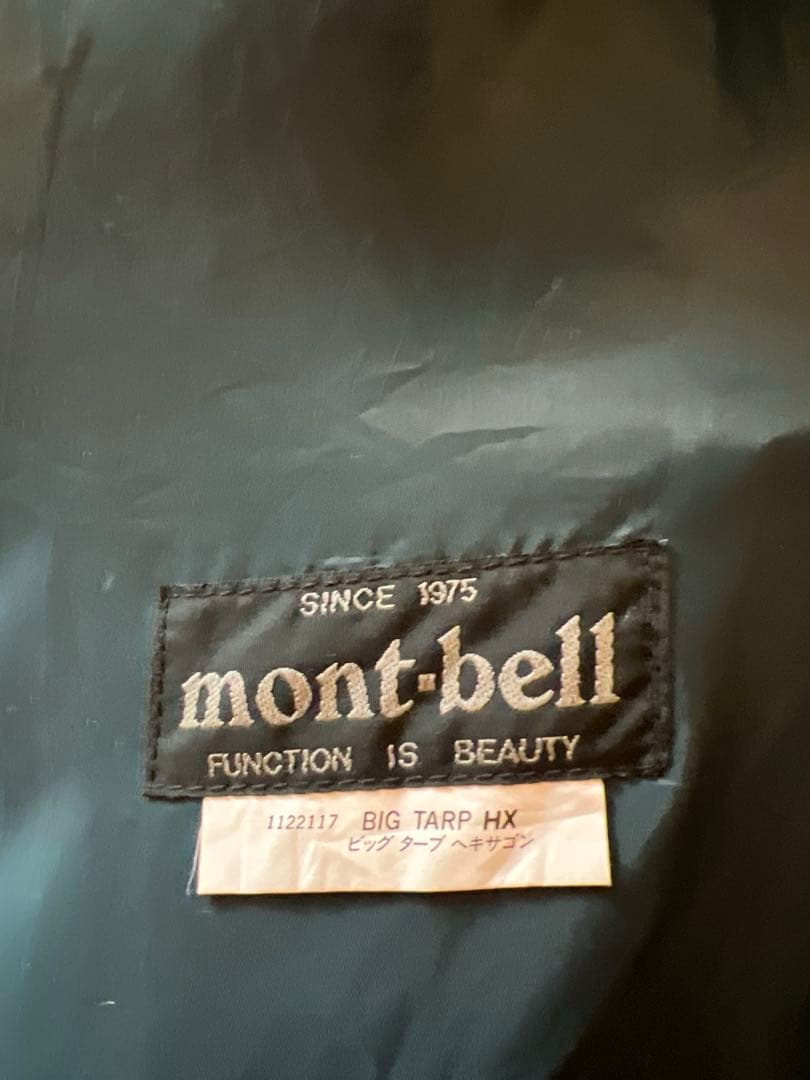 SINCE 1975
mont-bell
FUNCTION IS BEAUTY
1122117 BIG TARP HX
ビッグ タープ ヘキサゴン